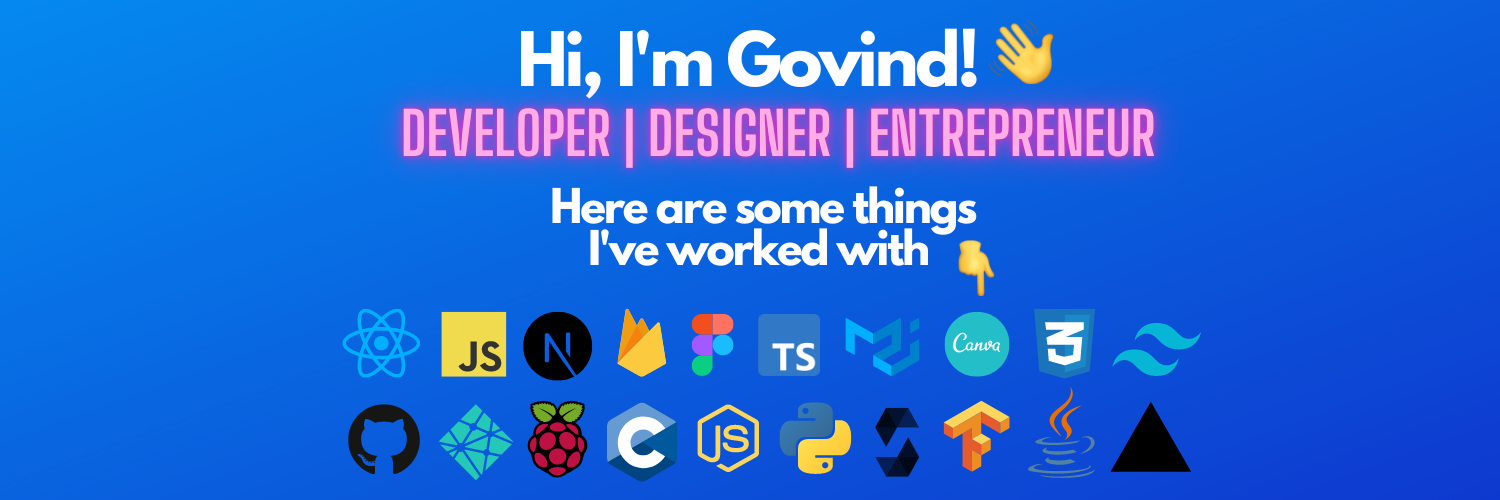 Hi, I'm Govind!
DEVELOPER | DESIGNER | ENTREPRENEUR
Here are some things
I've worked with
JS
N
TS
Canva
3
C
JS